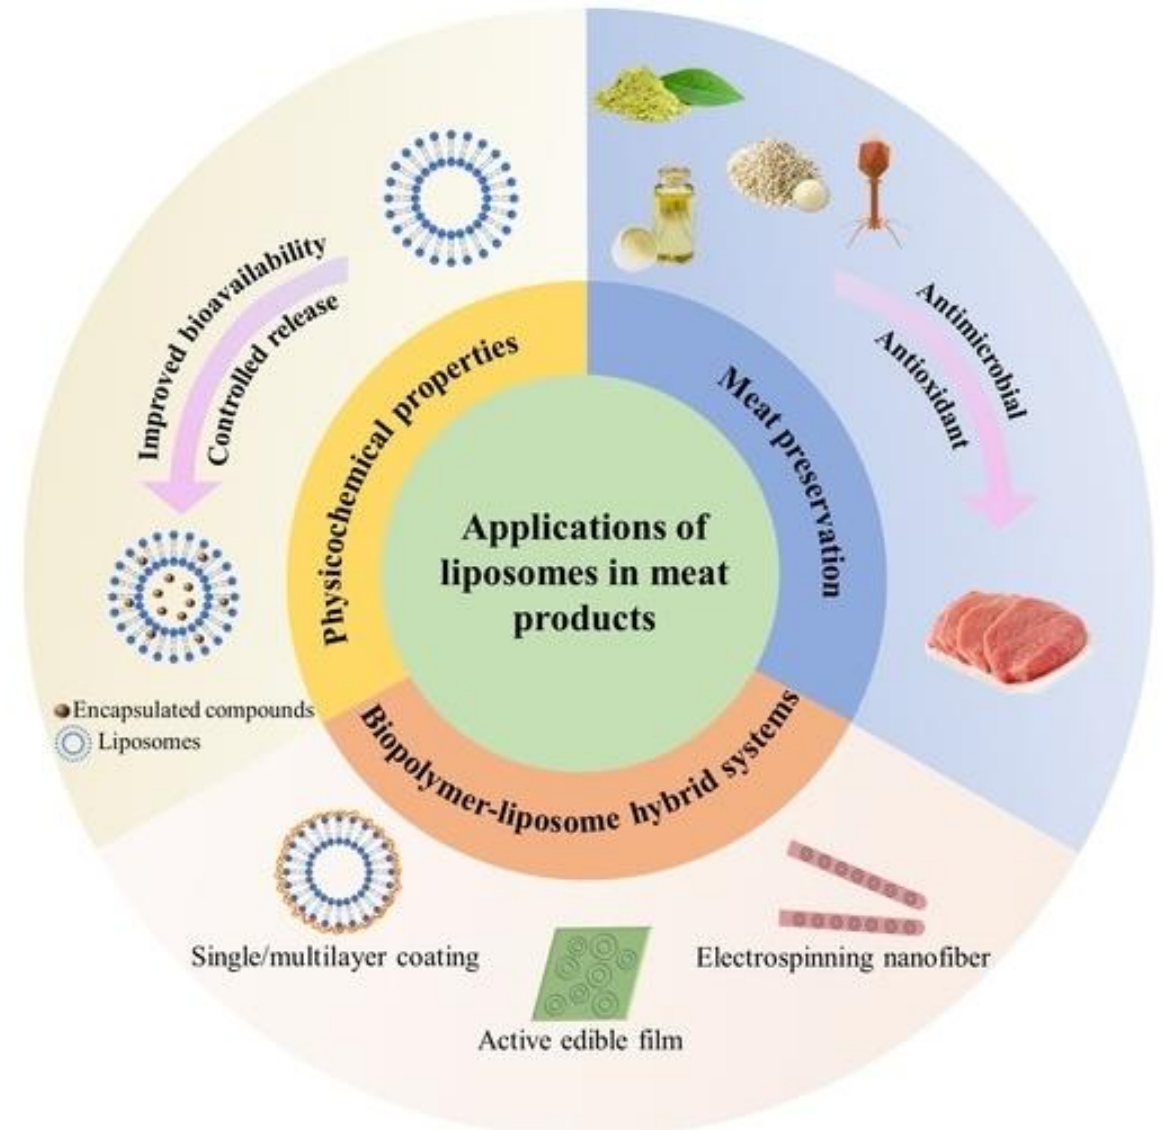 Improved bioavailability
Controlled release
Antimicrobial
Antioxidant
Physicochemical properties
Meat preservation
Applications of
liposomes in meat
products
Encapsulated compounds
Liposomes
Biopolymer-liposome hybrid systems
Single/multilayer coating
Electrospinning nanofiber
Active edible film